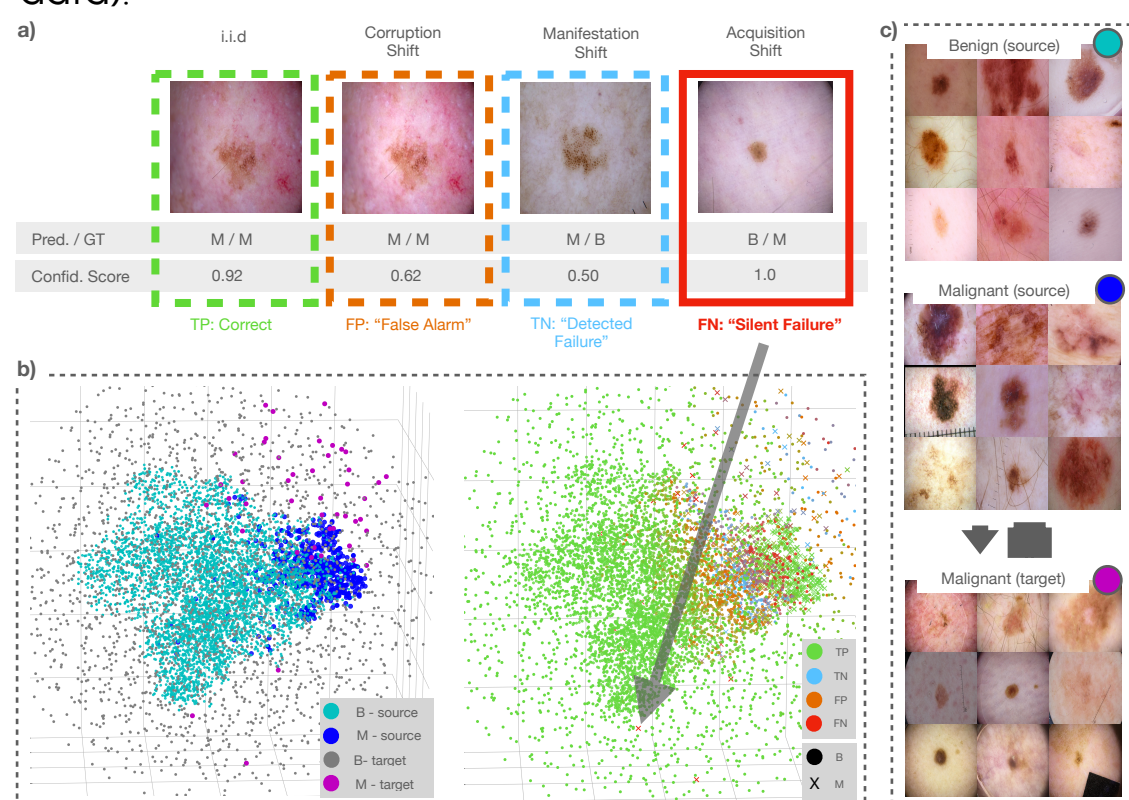 data).
a)
i.i.d
Corruption
Shift
Manifestation
Shift
Acquisition
Shift
Pred. / GT
M / M
M / M
M / B
B / M
Confid. Score
0.92
0.62
0.50
1.0
TP: Correct
FP: “False Alarm”
TN: “Detected
Failure”
FN: “Silent Failure”
b)
B - source
M - source
B- target
M - target
TP
TN
FP
FN
B
X M
c)
Benign (source)
Malignant (source)
Malignant (target)